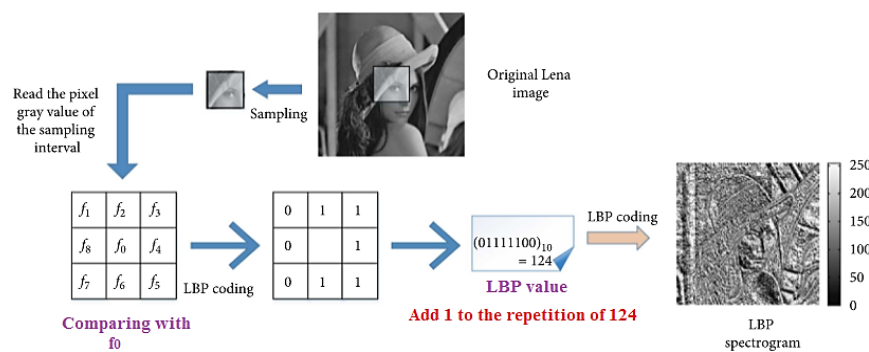 Original Lena
image
Sampling
Read the pixel
gray value of
the sampling
interval
f1 f2 f3
f8 f0 f4
f7 f6 f5
Comparing with
f0
LBP coding
0 1 1
0 1
0 1 1
(01111100)10
= 124
LBP value
Add 1 to the repetition of 124
LBP coding
250
200
150
100
50
0
LBP
spectrogram